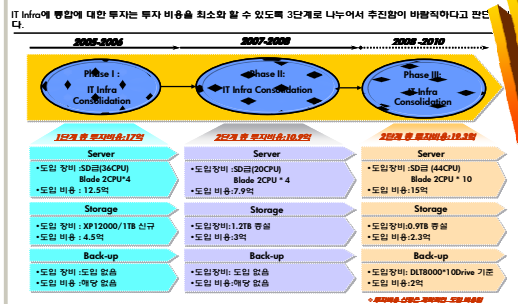 IT Infra에 통합에 대한 투자는 투자 비용을 최소화 할 수 있도록 3단계로 나누어서 추진함이 바람직하다고 판단
다.
2005-2006
2007-2008
2008 -2010
Phase I :
IT Infra
Consolidation
Phase II:
IT Infra Consolidation
Phase III:
IT Infra
Consolidation
1단계 총 투자비용:17억
2단계 총 투자비용:10.9억
2단계 총 투자비용:19.3억
Server
•도입 장비 :SD급(36CPU)
Blade 2CPU*4
•도입 비용 : 12.5억
Server
•도입장비 :SD급(20CPU)
Blade 2CPU * 4
•도입비용:7.9억
Server
•도입장비 :SD급 (44CPU)
Blade 2CPU * 10
•도입비용:15억
Storage
•도입 장비 : XP12000/1TB 신규
•도입 비용 : 4.5억
Storage
•도입장비:1.2TB 증설
•도입비용:3억
Storage
•도입장비:0.9TB 증설
•도입비용:2.3억
Back-up
•도입 장비 :도입 없음
•도입 비용 :해당 없음
Back-up
•도입장비: 도입 없음
•도입비용:해당 없음
Back-up
•도입장비: DLT8000*10Drive 기준
•도입비용:2억